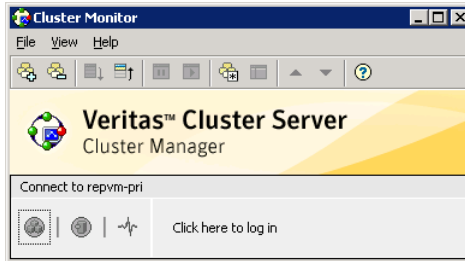 Cluster Monitor
File View Help
Veritas™ Cluster Server
Cluster Manager
Connect to repvm-pri
Click here to log in